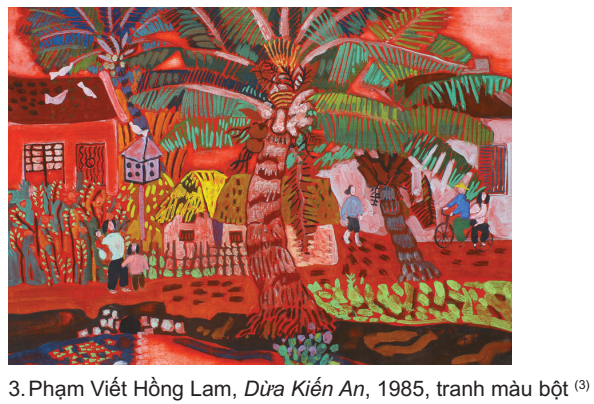 3. Phạm Viết Hồng Lam, Dừa Kiến An, 1985, tranh màu bột (3)